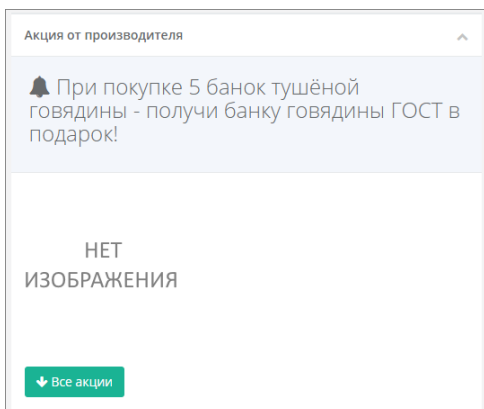 Акция от производителя
При покупке 5 банок тушёной
говядины - получи банку говядины ГОСТ в
подарок!
НЕТ
ИЗОБРАЖЕНИЯ
Все акции